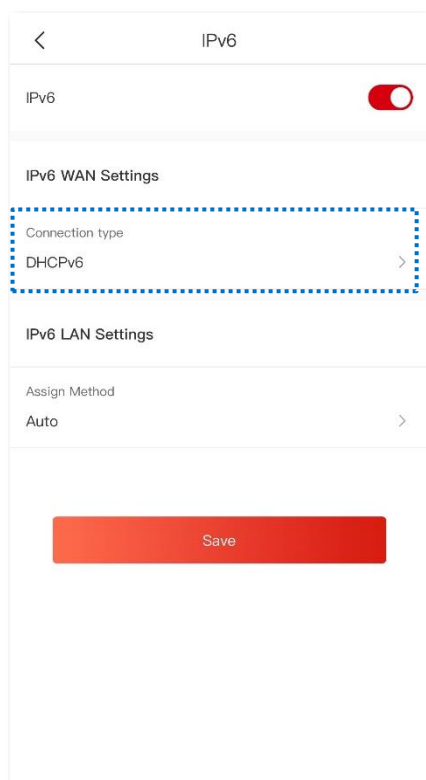 IPv6
IPv6
IPv6 WAN Settings
Connection type
DHCPv6
IPv6 LAN Settings
Assign Method
Auto
Save